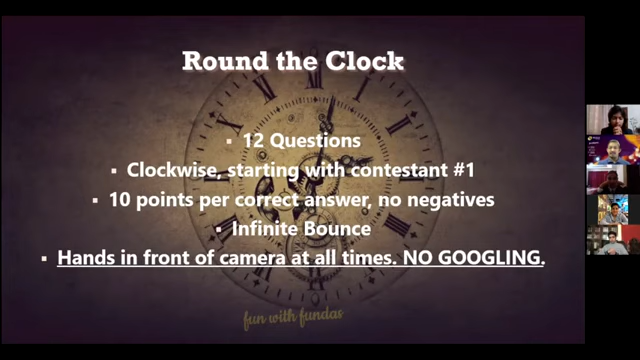 Round the Clock
▪ 12 Questions
▪ Clockwise, starting with contestant #1
▪ 10 points per correct answer, no negatives
▪ Infinite Bounce
▪ Hands in front of camera at all times. NO GOOGLING.
fun with fundas